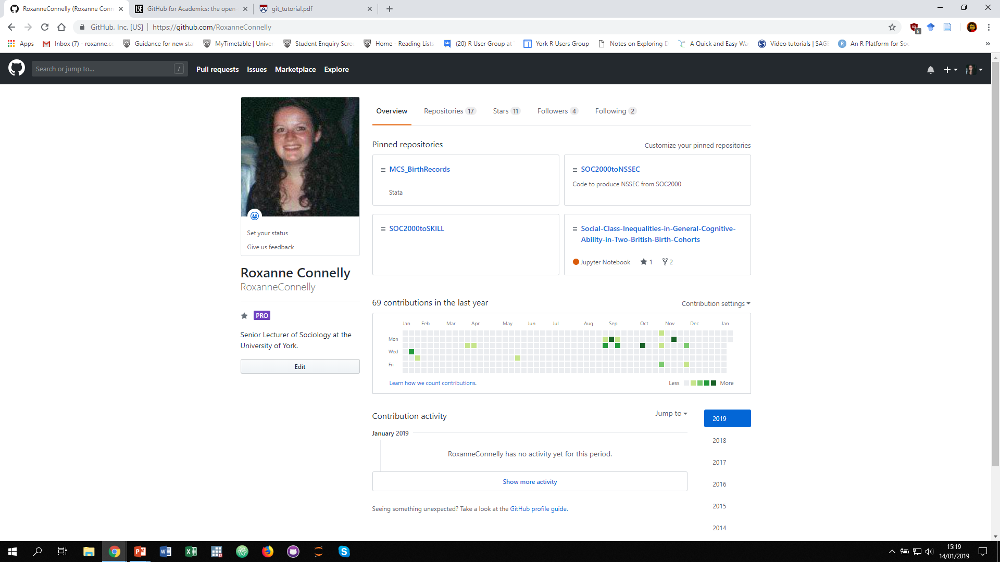 RoxanneConnelly (Roxanne Conn
GitHub for Academics: the open-
git_tutorial.pdf
GitHub, Inc. [US]
https://github.com/RoxanneConnelly
6
Apps
Inbox (7) - roxanne.cc
Guidance for new sta
MyTimetable | Univer
Student Enquiry Scree
Home - Reading Lists
(20) R User Group at
York R Users Group
Notes on Exploring D
A Quick and Easy Wa
Video tutorials | SAGE
An R Platform for Soc
»
Search or jump to...
/
Pull requests
Issues
Marketplace
Explore
Overview
Repositories 17
Stars 11
Followers 4
Following 2
Pinned repositories
Customize your pinned repositories
MCS_BirthRecords
Stata
SOC2000toNSSEC
Code to produce NSSEC from SOC2000
SOC2000toSKILL
Social-Class-Inequalities-in-General-Cognitive-
Ability-in-Two-British-Birth-Cohorts
Jupyter Notebook 1 2
Set your status
Give us feedback
Roxanne Connelly
RoxanneConnelly
PRO
Senior Lecturer of Sociology at the
University of York.
Edit
69 contributions in the last year
Contribution settings
Jan Feb Mar Apr May Jun Jul Aug Sep Oct Nov Dec Jan
Mon
Wed
Fri
Learn how we count contributions.
Less More
Contribution activity
Jump to
January 2019
RoxanneConnelly has no activity yet for this period.
Show more activity
Seeing something unexpected? Take a look at the GitHub profile guide.
2019
2018
2017
2016
2015
2014
15:19
14/01/2019